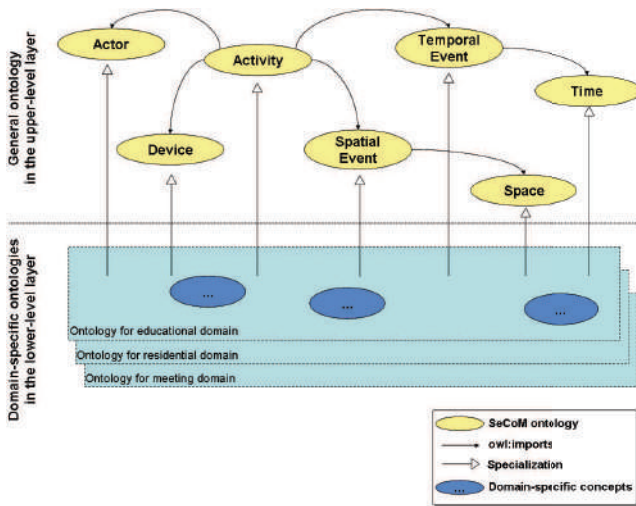 General ontology
in the upper-level layer
Actor
Activity
Temporal
Event
Time
Device
Spatial
Event
Space
Domain-specific ontologies
in the lower-level layer
...
...
...
Ontology for educational domain
Ontology for residential domain
Ontology for meeting domain
SeCoM ontology
owl:imports
Specialization
... Domain-specific concepts